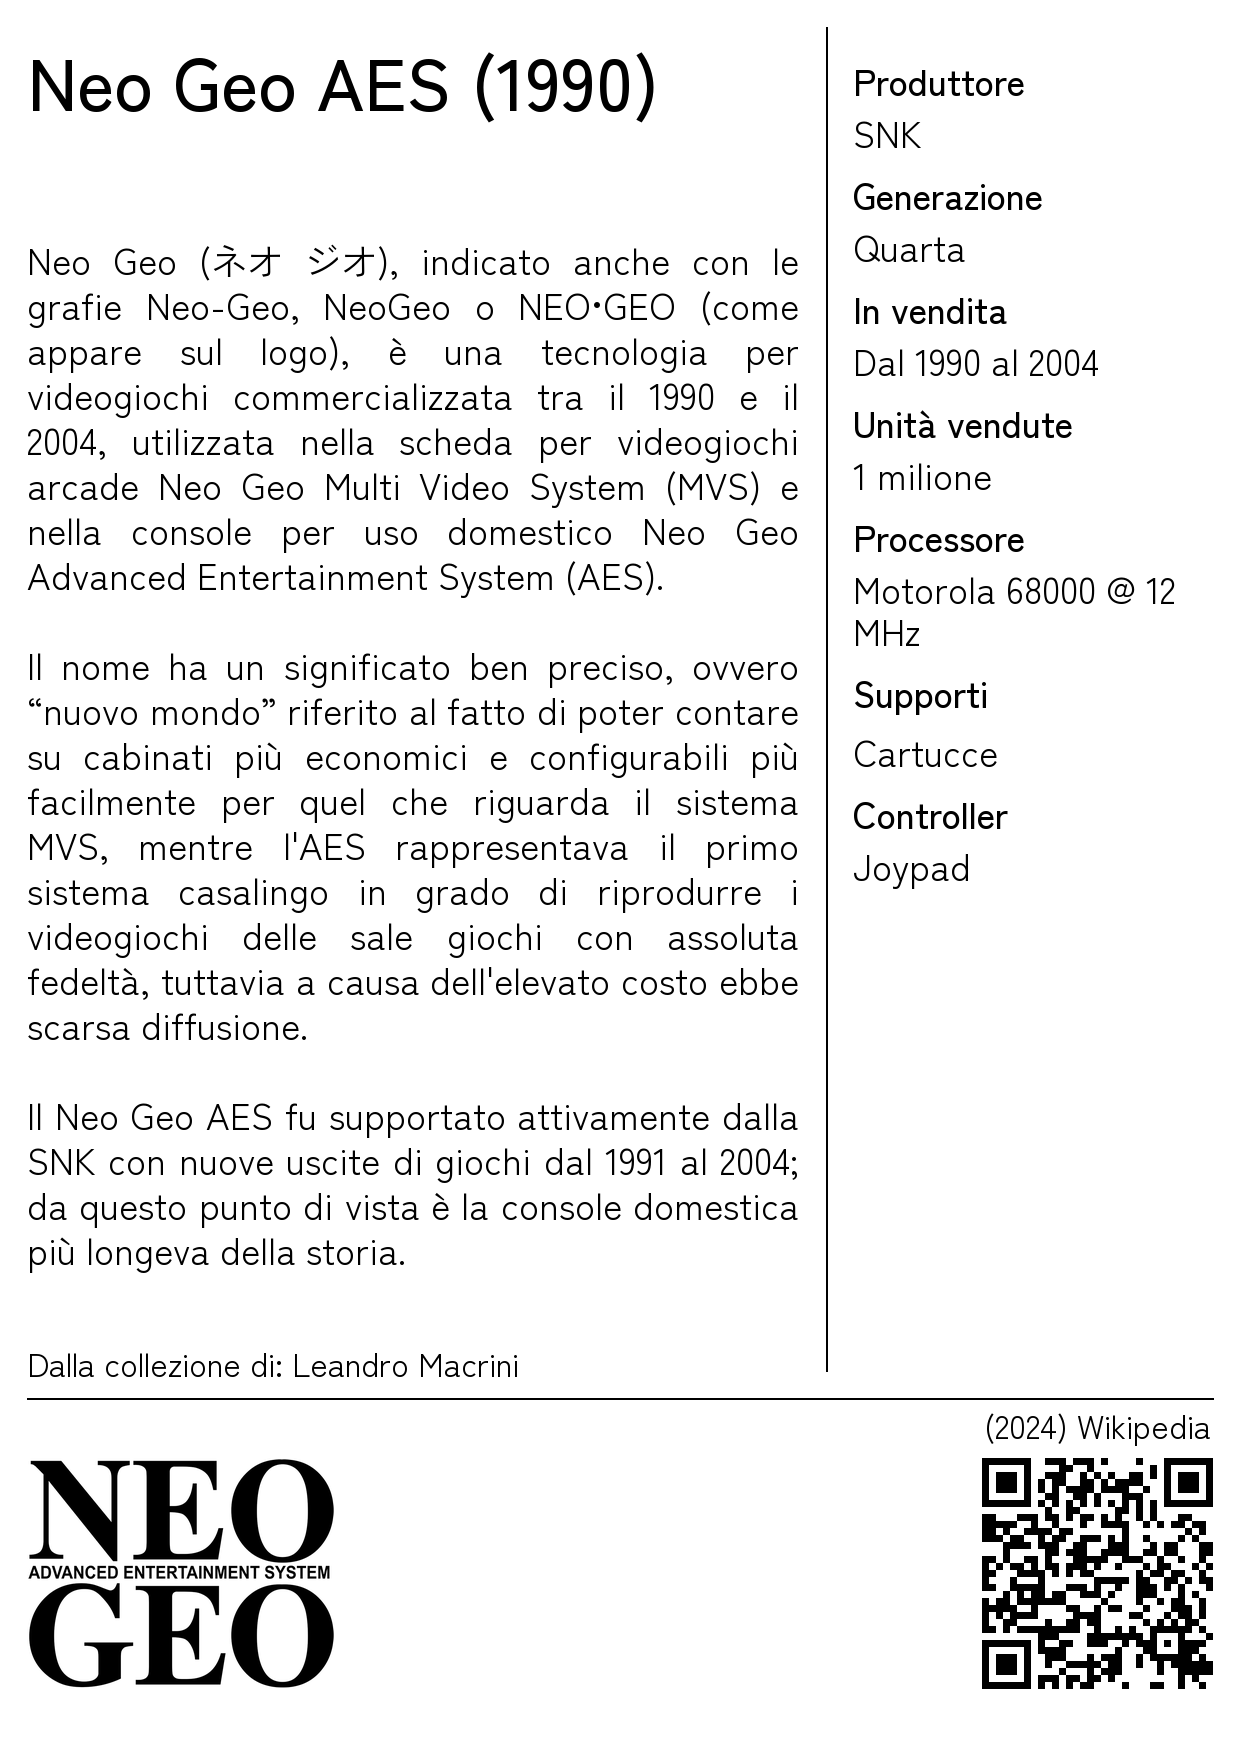 Neo Geo AES (1990)
Neo Geo (ネオ ジオ), indicato anche con le
grafie Neo-Geo, NeoGeo o NEO•GEO (come
appare sul logo), è una tecnologia per
videogiochi commercializzata tra il 1990 e il
2004, utilizzata nella scheda per videogiochi
arcade Neo Geo Multi Video System (MVS) e
nella console per uso domestico Neo Geo
Advanced Entertainment System (AES).
Il nome ha un significato ben preciso, ovvero
“nuovo mondo” riferito al fatto di poter contare
su cabinati più economici e configurabili più
facilmente per quel che riguarda il sistema
MVS, mentre l'AES rappresentava il primo
sistema casalingo in grado di riprodurre i
videogiochi delle sale giochi con assoluta
fedeltà, tuttavia a causa dell'elevato costo ebbe
scarsa diffusione.
Il Neo Geo AES fu supportato attivamente dalla
SNK con nuove uscite di giochi dal 1991 al 2004;
da questo punto di vista è la console domestica
più longeva della storia.
Dalla collezione di: Leandro Macrini
Produttore
SNK
Generazione
Quarta
In vendita
Dal 1990 al 2004
Unità vendute
1 milione
Processore
Motorola 68000 @ 12
MHz
Supporti
Cartucce
Controller
Joypad
(2024) Wikipedia
NEO
ADVANCED ENTERTAINMENT SYSTEM
GEO